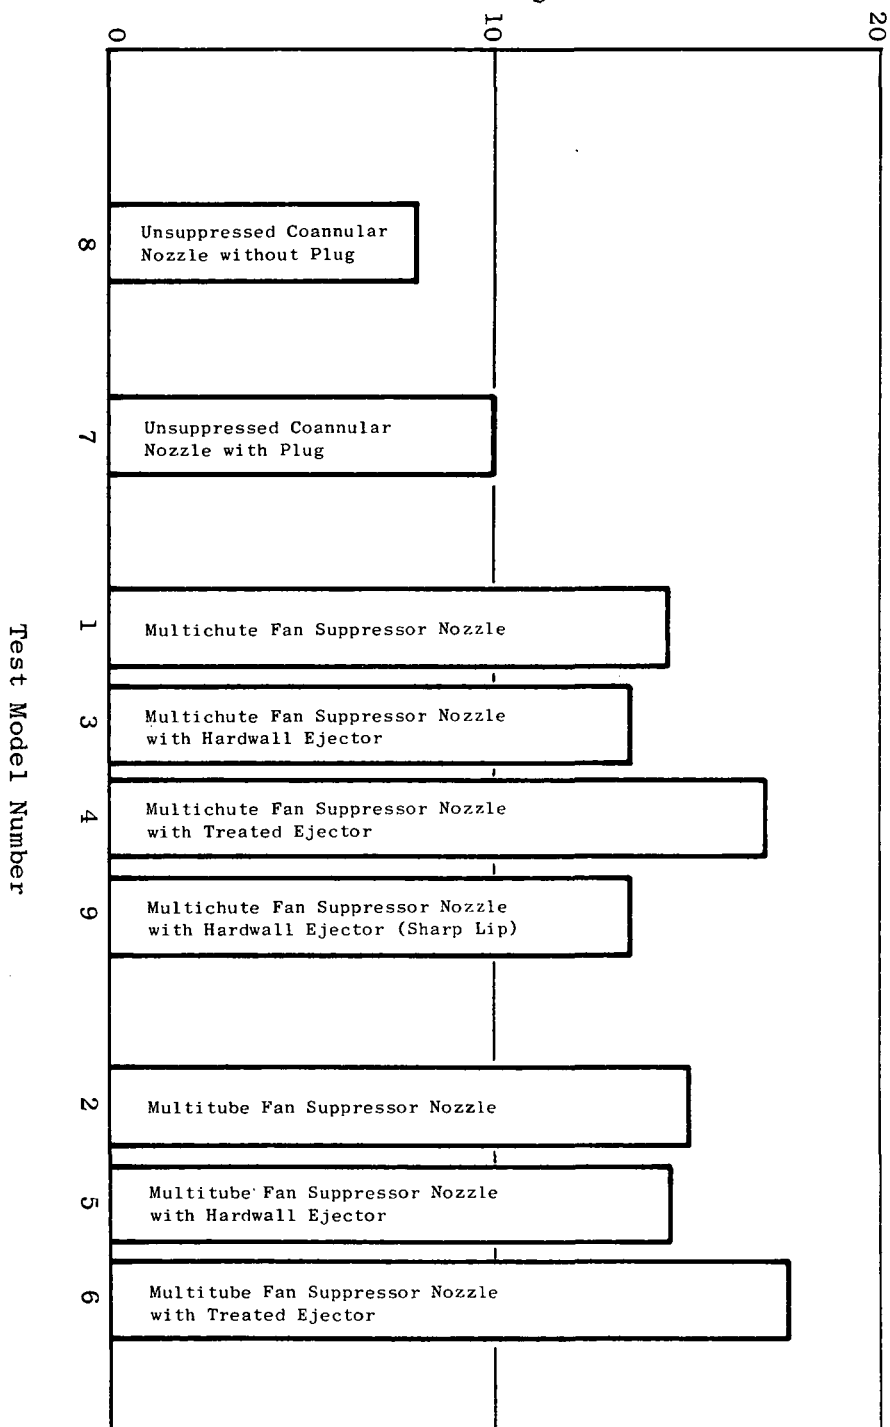 0
10
20
8
Unsuppressed Coannular
Nozzle without Plug
7
Unsuppressed Coannular
Nozzle with Plug
1
Multichute Fan Suppressor Nozzle
3
Multichute Fan Suppressor Nozzle
with Hardwall Ejector
4
Multichute Fan Suppressor Nozzle
with Treated Ejector
9
Multichute Fan Suppressor Nozzle
with Hardwall Ejector (Sharp Lip)
2
Multitube Fan Suppressor Nozzle
5
Multitube Fan Suppressor Nozzle
with Hardwall Ejector
6
Multitube Fan Suppressor Nozzle
with Treated Ejector
Test Model Number